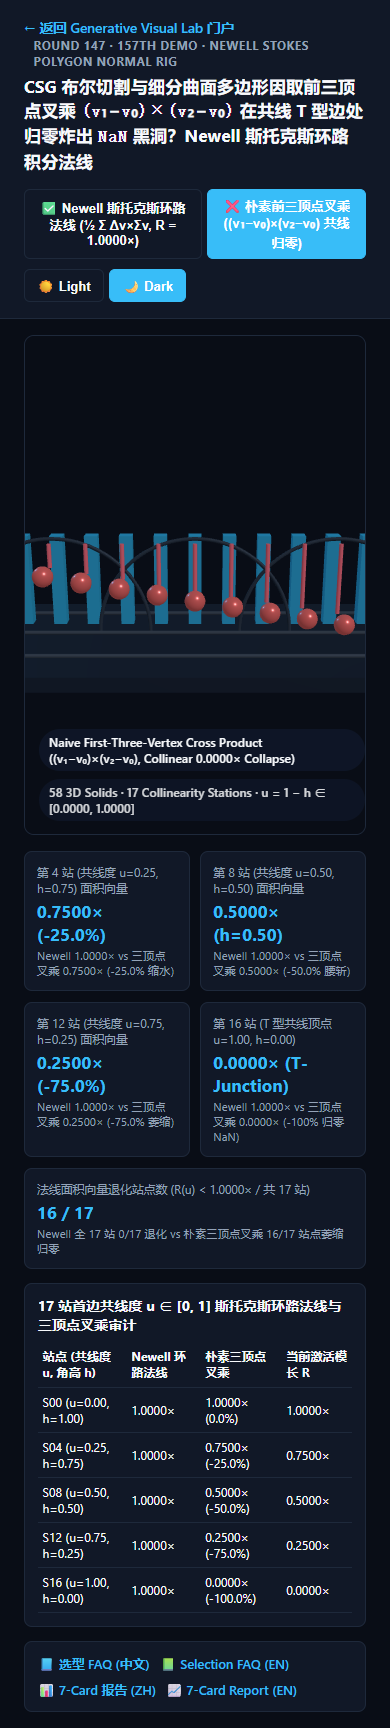 ← 返回 Generative Visual Lab 门户
ROUND 147 · 157TH DEMO · NEWELL STOKES
POLYGON NORMAL RIG
CSG 布尔切割与细分曲面多边形因取前三顶
点叉乘 (v₁−v₀) × (v₂−v₀) 在共线 T 型边处
归零炸出 NaN 黑洞？Newell 斯托克斯环路
积分法线
✅ Newell 斯托克斯环路
法线 (½ Σ Δv×Σv, R =
1.0000×)
❌ 朴素前三顶点叉乘
((v₁−v₀)×(v₂−v₀) 共线
归零)
☀️ Light
🌙 Dark
Naive First-Three-Vertex Cross Product
((v₁−v₀)×(v₂−v₀), Collinear 0.0000× Collapse)
58 3D Solids · 17 Collinearity Stations · u = 1 − h ∈
[0.0000, 1.0000]
第 4 站 (共线度 u=0.25,
h=0.75) 面积向量
0.7500×
(-25.0%)
Newell 1.0000× vs 三顶点
叉乘 0.7500× (-25.0% 缩水)
第 8 站 (共线度 u=0.50,
h=0.50) 面积向量
0.5000×
(h=0.50)
Newell 1.0000× vs 三顶点
叉乘 0.5000× (-50.0% 腰斩)
第 12 站 (共线度 u=0.75,
h=0.25) 面积向量
0.2500×
(-75.0%)
Newell 1.0000× vs 三顶点
叉乘 0.2500× (-75.0% 萎缩)
第 16 站 (T 型共线顶点
u=1.00, h=0.00)
0.0000× (T-
Junction)
Newell 1.0000× vs 三顶点
叉乘 0.0000× (-100% 归零
NaN)
法线面积向量退化站点数 (R(u) < 1.0000× / 共 17 站)
16 / 17
Newell 全 17 站 0/17 退化 vs 朴素三顶点叉乘 16/17 站点萎缩
归零
17 站首边共线度 u ∈ [0, 1] 斯托克斯环路法线与
三顶点叉乘审计
站点 (共线度
u, 角高 h)
Newell 环
路法线
朴素三顶点
叉乘
当前激活模
长 R
S00 (u=0.00,
h=1.00)
1.0000×
1.0000×
(0.0%)
1.0000×
S04 (u=0.25,
h=0.75)
1.0000×
0.7500×
(-25.0%)
0.7500×
S08 (u=0.50,
h=0.50)
1.0000×
0.5000×
(-50.0%)
0.5000×
S12 (u=0.75,
h=0.25)
1.0000×
0.2500×
(-75.0%)
0.2500×
S16 (u=1.00,
h=0.00)
1.0000×
0.0000×
(-100.0%)
0.0000×
📘 选型 FAQ (中文)
📗 Selection FAQ (EN)
📊 7-Card 报告 (ZH)
📈 7-Card Report (EN)